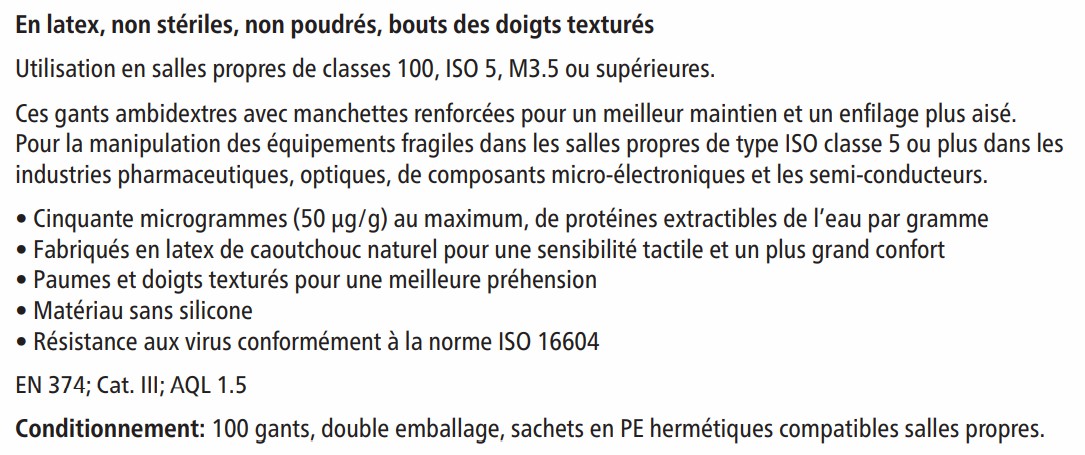 En latex, non stériles, non poudrés, bouts des doigts texturés
Utilisation en salles propres de classes 100, ISO 5, M3.5 ou supérieures.
Ces gants ambidextres avec manchettes renforcées pour un meilleur maintien et un enfilage plus aisé.
Pour la manipulation des équipements fragiles dans les salles propres de type ISO classe 5 ou plus dans les
industries pharmaceutiques, optiques, de composants micro-électroniques et les semi-conducteurs.
• Cinquante microgrammes (50 µg/g) au maximum, de protéines extractibles de l'eau par gramme
• Fabriqués en latex de caoutchouc naturel pour une sensibilité tactile et un plus grand confort
• Paumes et doigts texturés pour une meilleure préhension
• Matériau sans silicone
• Résistance aux virus conformément à la norme ISO 16604
EN 374; Cat. III; AQL 1.5
Conditionnement: 100 gants, double emballage, sachets en PE hermétiques compatibles salles propres.